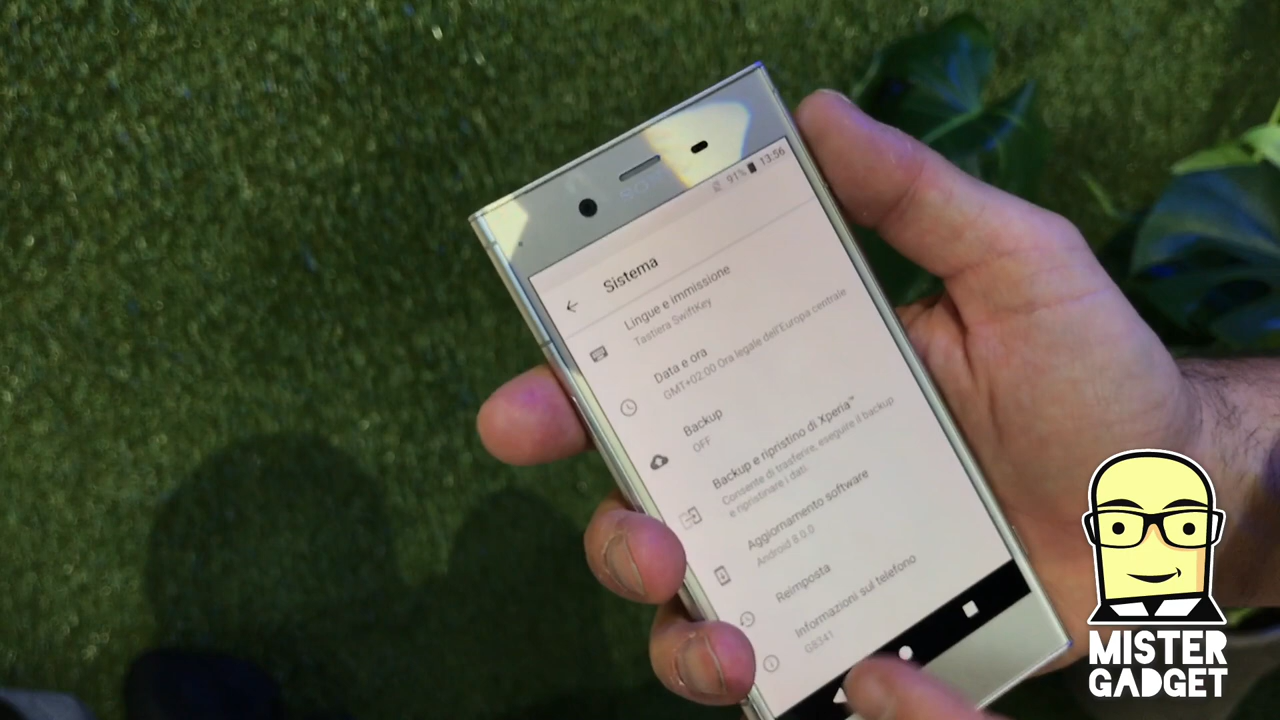 SONY
91% 13:56
Sistema
Lingue e immissione
Tastiera SwiftKey
Data e ora
GMT+02:00 Ora legale dell'Europa centrale
Backup
OFF
Backup e ripristino di Xperia™
Consente di trasferire, eseguire il backup
e ripristinare i dati.
Aggiornamento software
Android 8.0.0
Reimposta
Informazioni sul telefono
G8341
MISTER
GADGET